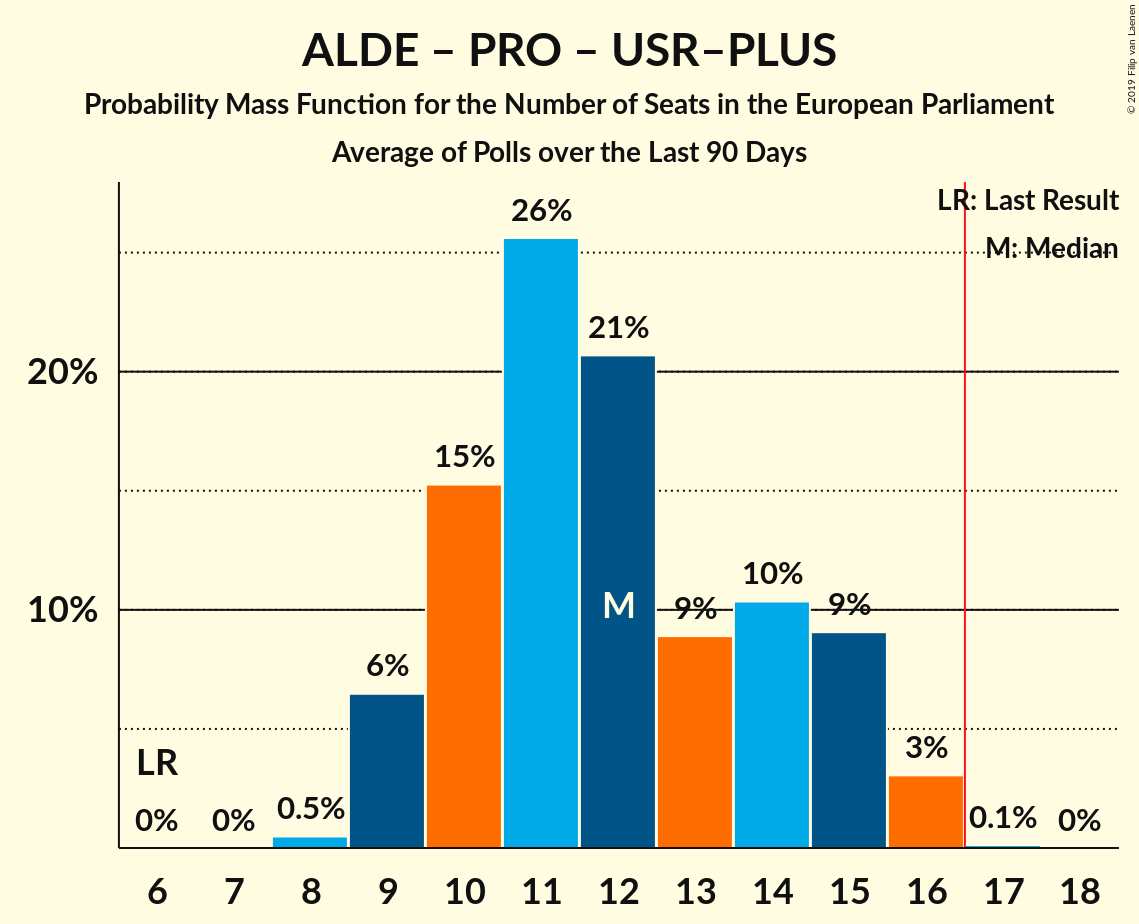 ALDE – PRO – USR–PLUS
Probability Mass Function for the Number of Seats in the European Parliament
Average of Polls over the Last 90 Days
© 2019 Filip van Laenen
LR: Last Result
M: Median
26%
21%
20%
15%
10%
10%
9%
9%
M
6%
3%
LR
0%
0%
0.5%
0.1%
0%
6 7 8 9 10 11 12 13 14 15 16 17 18